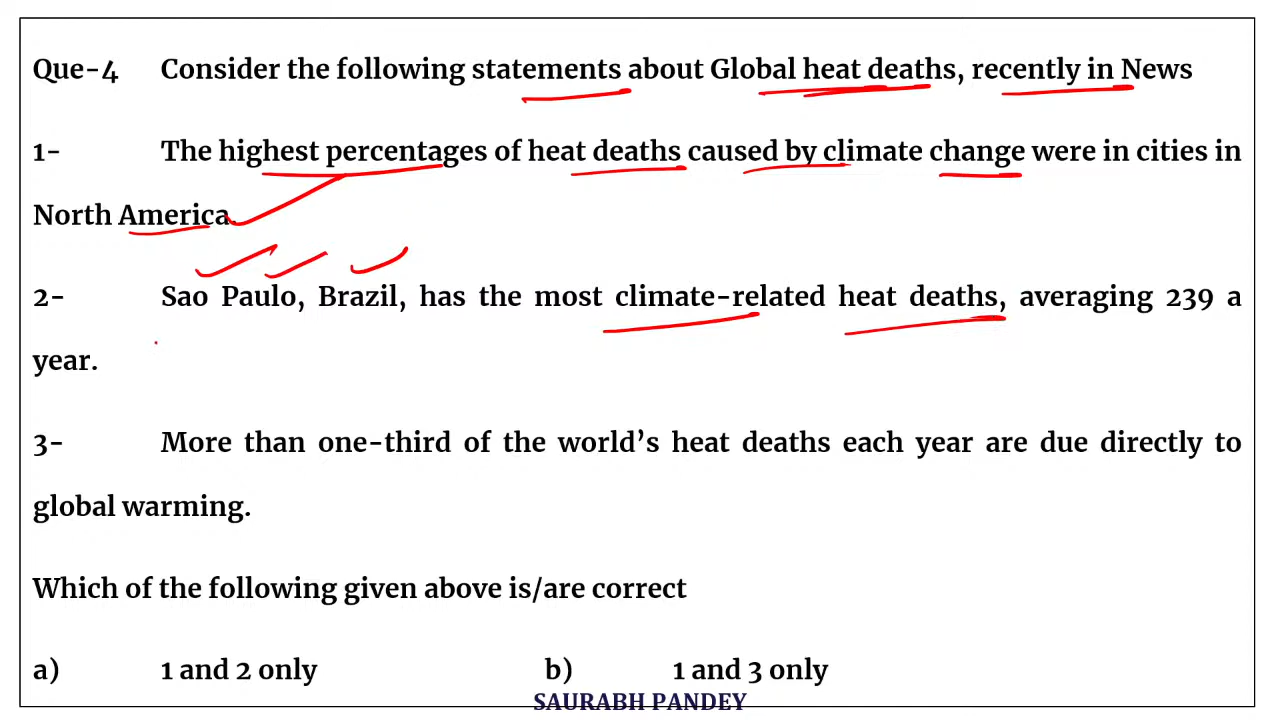 Que-4 Consider the following statements about Global heat deaths, recently in News
1- The highest percentages of heat deaths caused by climate change were in cities in
North America.
2- Sao Paulo, Brazil, has the most climate-related heat deaths, averaging 239 a
year.
3- More than one-third of the world's heat deaths each year are due directly to
global warming.
Which of the following given above is/are correct
a) 1 and 2 only b) 1 and 3 only
SAURABH PANDEY